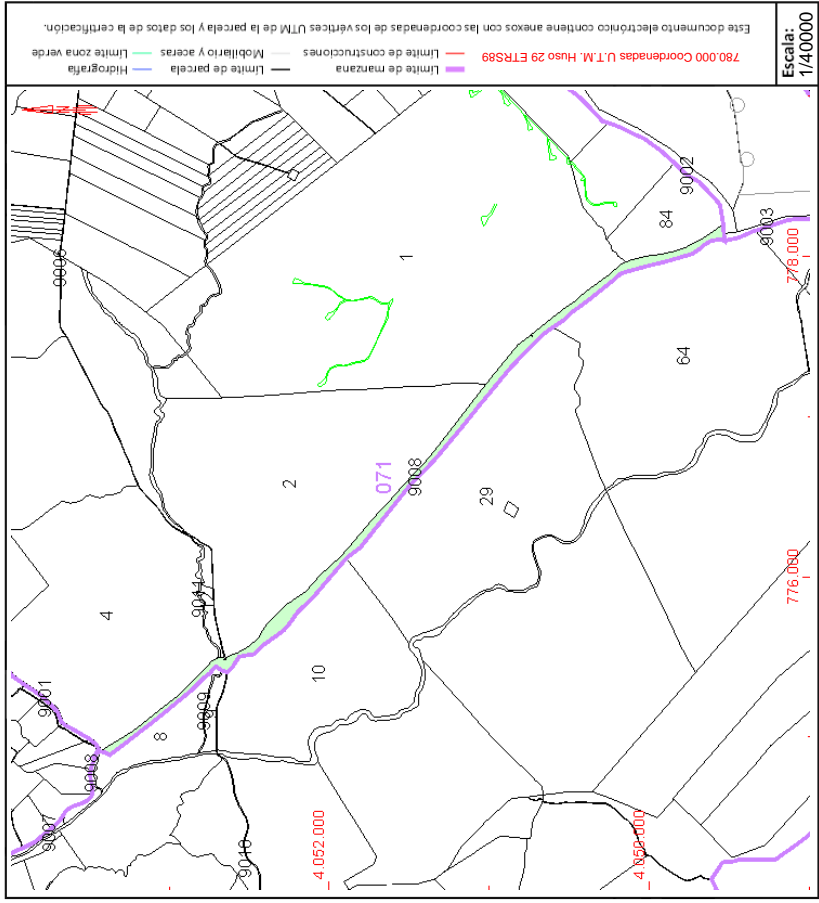 Este documento electrónico contiene anexos con las coordenadas de los vértices UTM de la parcela y los datos de la certificación.
780.000 Coordenadas U.T.M. Huso 29 ETRS89
Límite de manzana
Límite de construcciones
Límite de parcela
Mobiliario y aceras
Hidrografía
Límite zona verde
Escala:
1/40000
9006
9002
84
9003
1
778.000
64
2
071
9008
29
4
9011
776.000
10
9001
9009
8
9008
9010
4.052.000
4.050.000